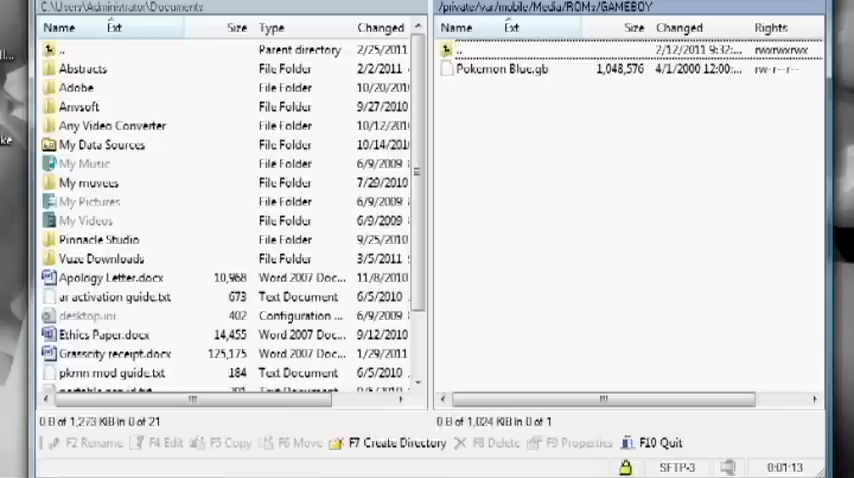 C:\Users\Administrator\Documents
/private/var/mobile/Media/ROMs/GAMEBOY
Name Ext Size Type Changed
Name Ext Size Changed Rights
.. Parent directory 2/25/2011
Abstracts File Folder 2/2/2011
Adobe File Folder 10/20/201
Anvsoft File Folder 9/27/2010
Any Video Converter File Folder 10/12/201
My Data Sources File Folder 10/14/201
My Music File Folder 6/9/2009
My muvees File Folder 7/29/2010
My Pictures File Folder 6/9/2009
My Videos File Folder 6/9/2009
Pinnacle Studio File Folder 9/25/2010
Vuze Downloads File Folder 3/5/2011
Apology Letter.docx 10,968 Word 2007 Doc... 11/8/2010
ar activation guide.txt 673 Text Document 6/5/2010
desktop.ini 402 Configuration ... 6/9/2009
Ethics Paper.docx 14,455 Word 2007 Doc... 9/12/2010
Grasscity receipt.docx 125,175 Word 2007 Doc... 1/29/2011
pkmn mod guide.txt 184 Text Document 6/5/2010
.. 2/12/2011 9:32:... rwxrwxrwx
Pokemon Blue.gb 1,048,576 4/1/2000 12:00:... rw-r--r--
0 B of 1,273 KiB in 0 of 21
0 B of 1,024 KiB in 0 of 1
F2 Rename F4 Edit F5 Copy F6 Move F7 Create Directory F8 Delete F9 Properties F10 Quit
SFTP-3 0:01:13